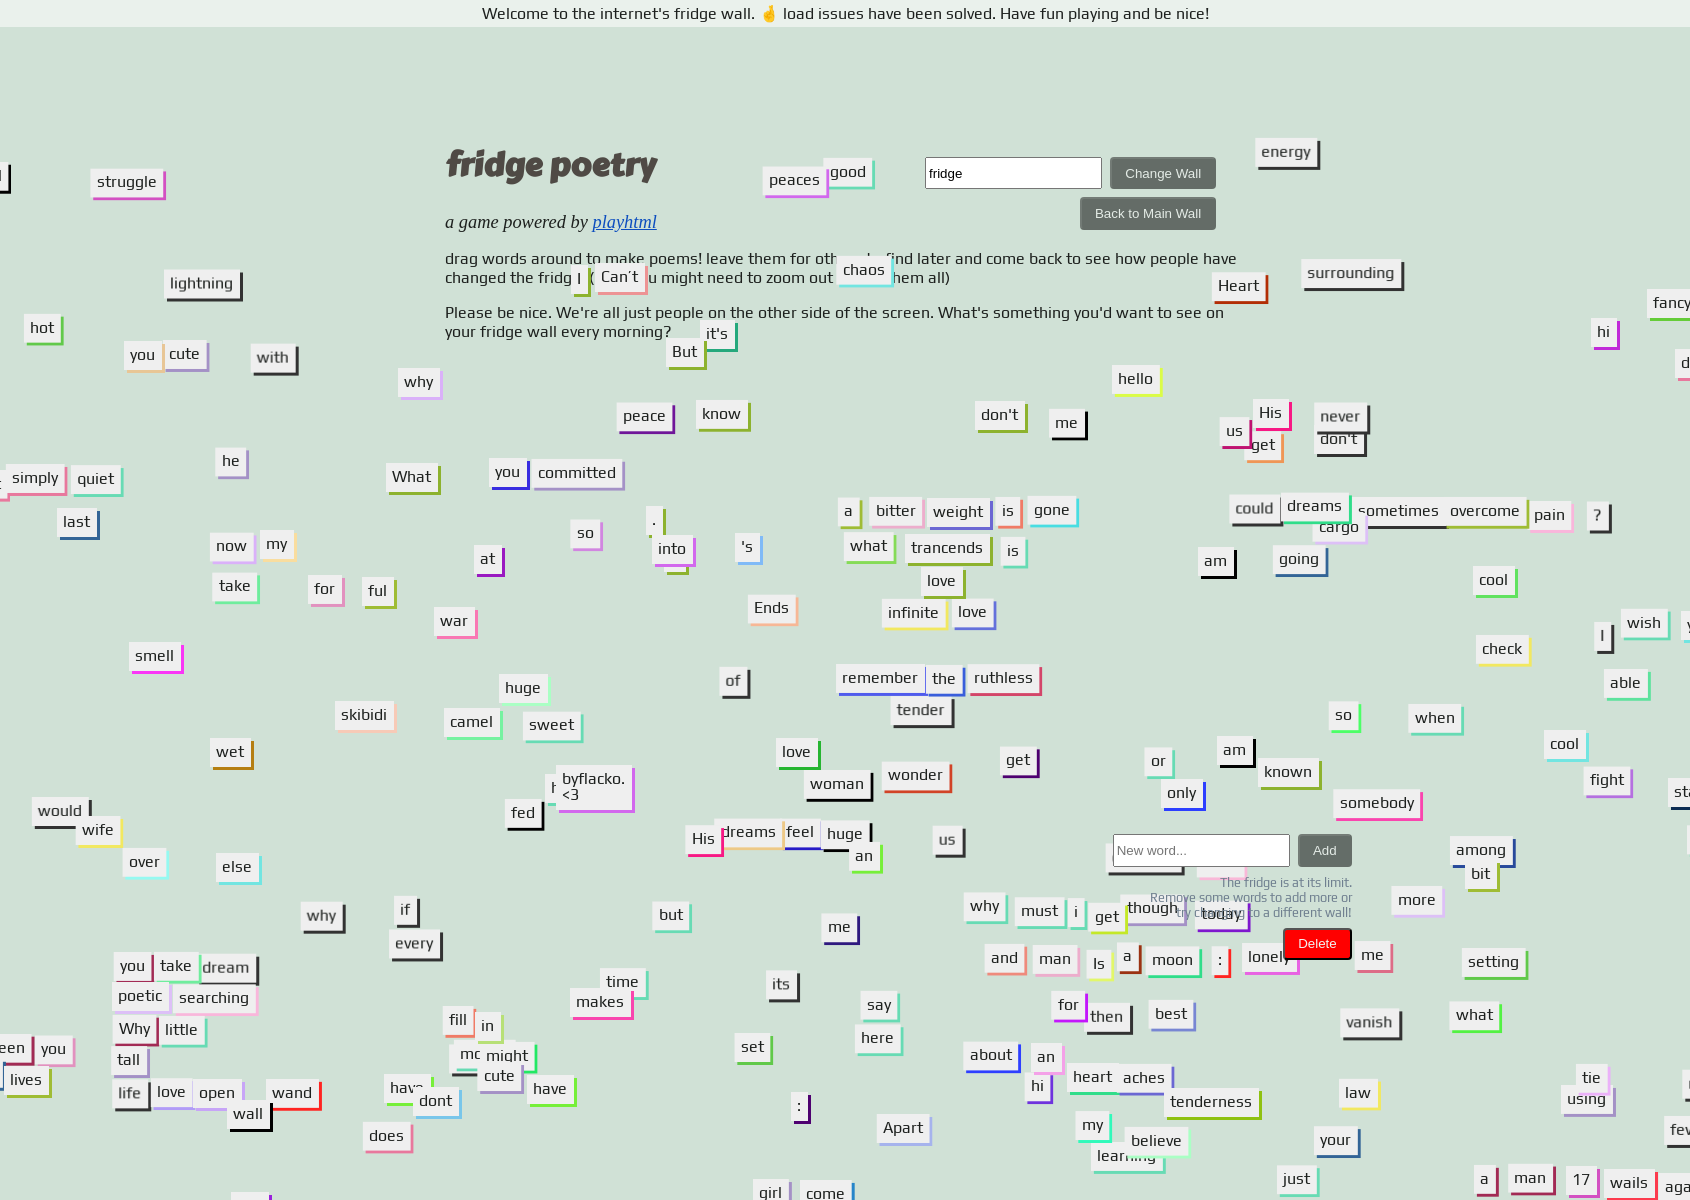 Welcome to the internet's fridge wall. 🤞 load issues have been solved. Have fun playing and be nice!
energy
fridge poetry
fridge
Change Wall
good
peaces
struggle
Back to Main Wall
a game powered by playhtml
drag words around to make poems! leave them for others to find later and come back to see how people have
changed the fridge (you might need to zoom out to see them all)
I Can't
chaos
lightning
Heart
surrounding
fancy
Please be nice. We're all just people on the other side of the screen. What's something you'd want to see on
your fridge wall every morning?
hot
it's
hi
But
you cute
with
why
hello
peace
know
don't
me
His
us
get
never
don't
he
simply quiet
What
you committed
last
a bitter weight is gone
could dreams sometimes overcome pain ?
cargo
so
.
into
's
now my
what trancends is
at
am
going
take
for
ful
love
cool
Ends
infinite love
war
wish
I
smell
check
of
remember the ruthless
able
huge
tender
skibidi
camel
sweet
so
when
wet
love
get
or
am
cool
known
woman
wonder
byflacko.
<3
fight
only
somebody
would
fed
wife
His dreams feel huge
us
an
New word...
Add
among
over
else
bit
The fridge is at its limit.
Remove some words to add more or
try changing to a different wall!
more
why
if
but
why must i get though today
me
every
Delete
you take dream
and man Is a moon : lonely
me
setting
poetic searching
time
its
makes
say
for
then
best
what
vanish
Why little
fill in
here
you
set
about
an
tall
might
cute
lives
hi
heart aches
tie
life love open wand
have
dont
have
law
using
wall
:
tenderness
does
Apart
my
believe
learning
your
just
a man 17 wails
girl come